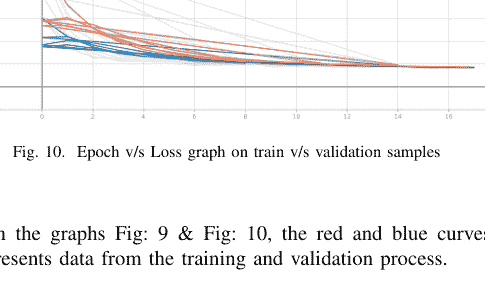 0 2 4 6 8 10 12 14 16
Fig. 10. Epoch v/s Loss graph on train v/s validation samples
the graphs Fig: 9 & Fig: 10, the red and blue curves
data from the training and validation process.